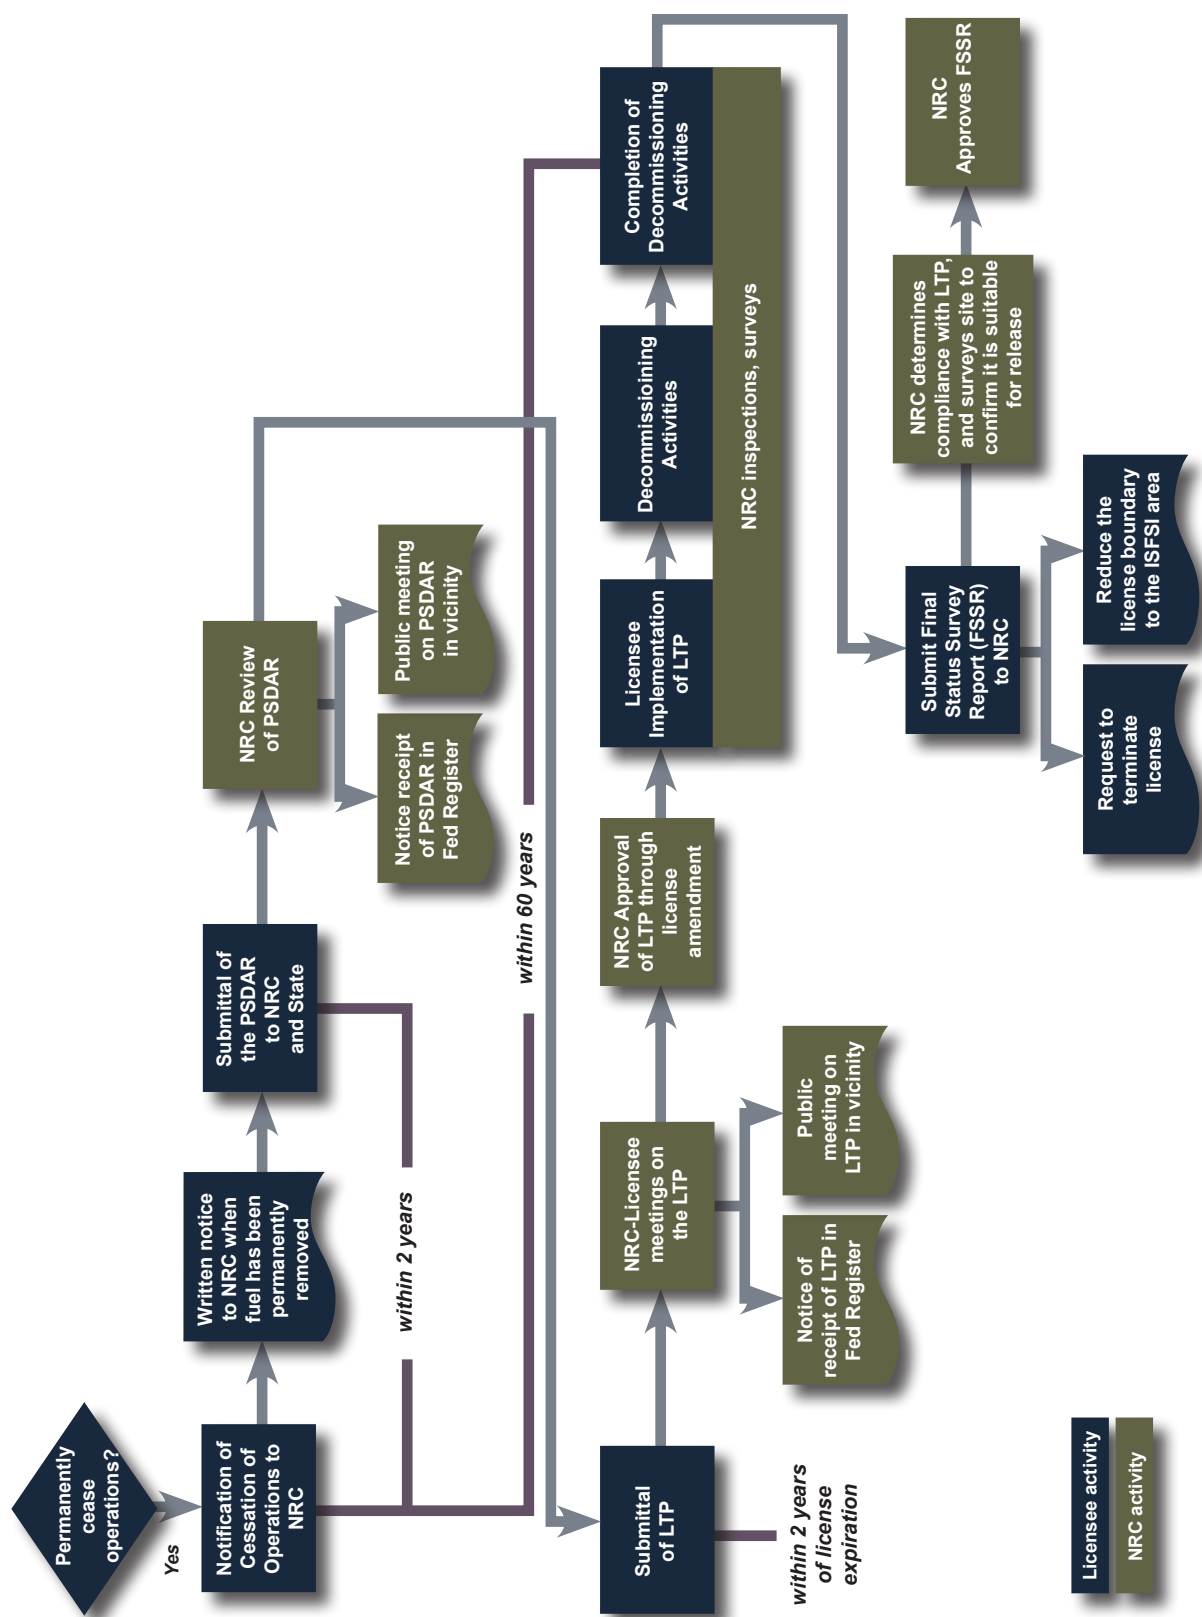 Permanently
cease
operations?
Yes
Notification of
Cessation of
Operations to
NRC
Written notice
to NRC when
fuel has been
permanently
removed
Submittal of
the PSDAR
to NRC
and State
NRC Review
of PSDAR
Notice receipt
of PSDAR in
Fed Register
Public meeting
on PSDAR
in vicinity
within 2 years
within 60 years
Submittal
of LTP
within 2 years
of license
expiration
NRC-Licensee
meetings on
the LTP
Notice of
receipt of LTP in
Fed Register
Public
meeting on
LTP in vicinity
NRC Approval
of LTP through
license
amendment
Licensee
Implementation
of LTP
Decommissioining
Activities
Completion of
Decommissioning
Activities
NRC inspections, surveys
Submit Final
Status Survey
Report (FSSR)
to NRC
Request to
terminate
license
Reduce the
license boundary
to the ISFSI area
NRC determines
compliance with LTP,
and surveys site to
confirm it is suitable
for release
NRC
Approves FSSR
Licensee activity
NRC activity